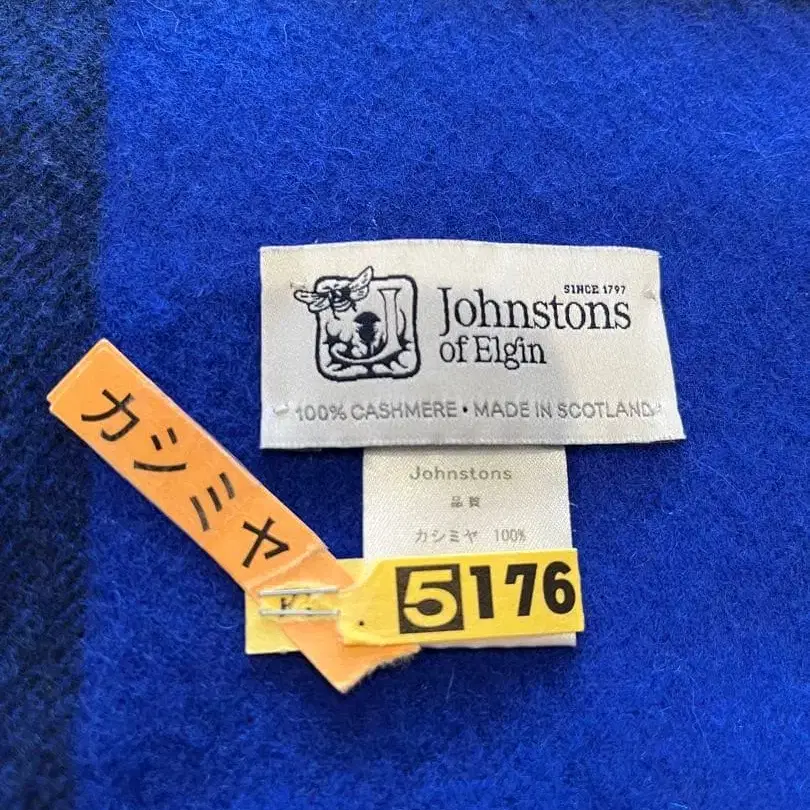 SINCE 1797
Johnstons
of Elgin
100% CASHMERE • MADE IN SCOTLAND
カシミヤ
Johnstons
品質
カシミヤ 100%
5176